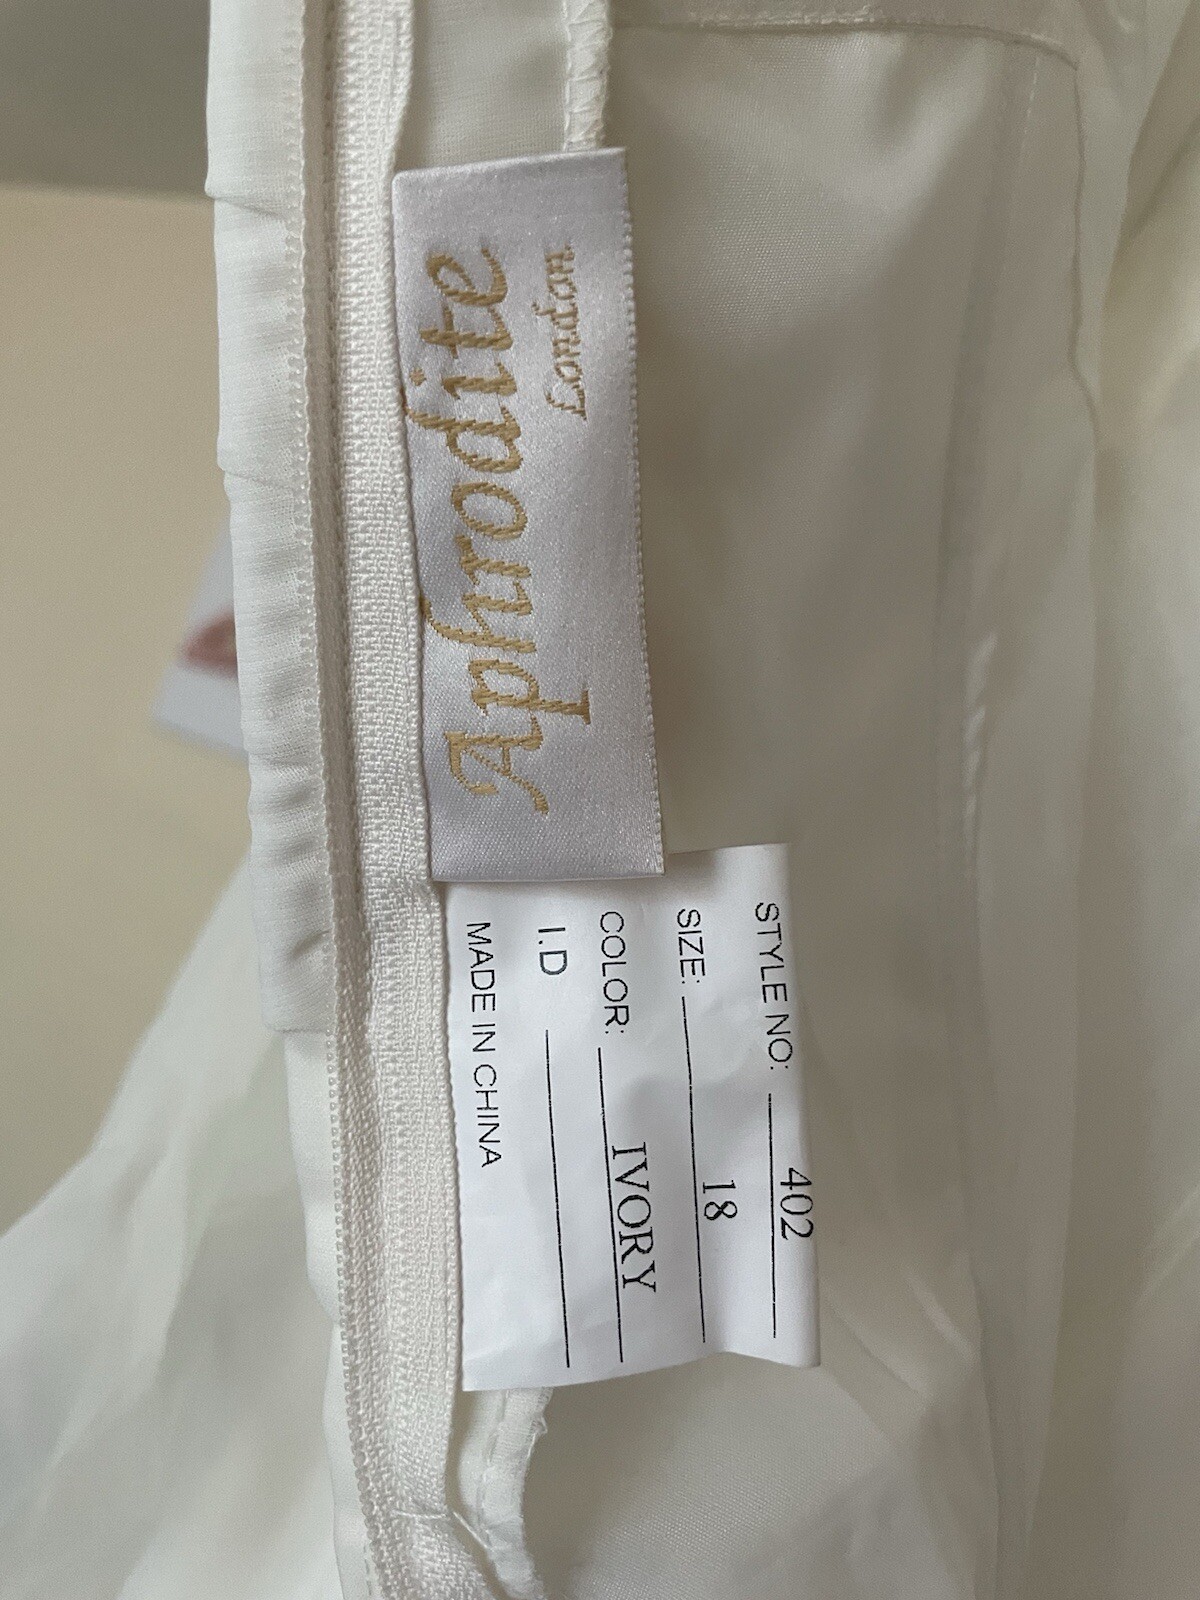 Aphrodite
London
STYLE NO: 402
SIZE: 18
COLOR: IVORY
I.D
MADE IN CHINA